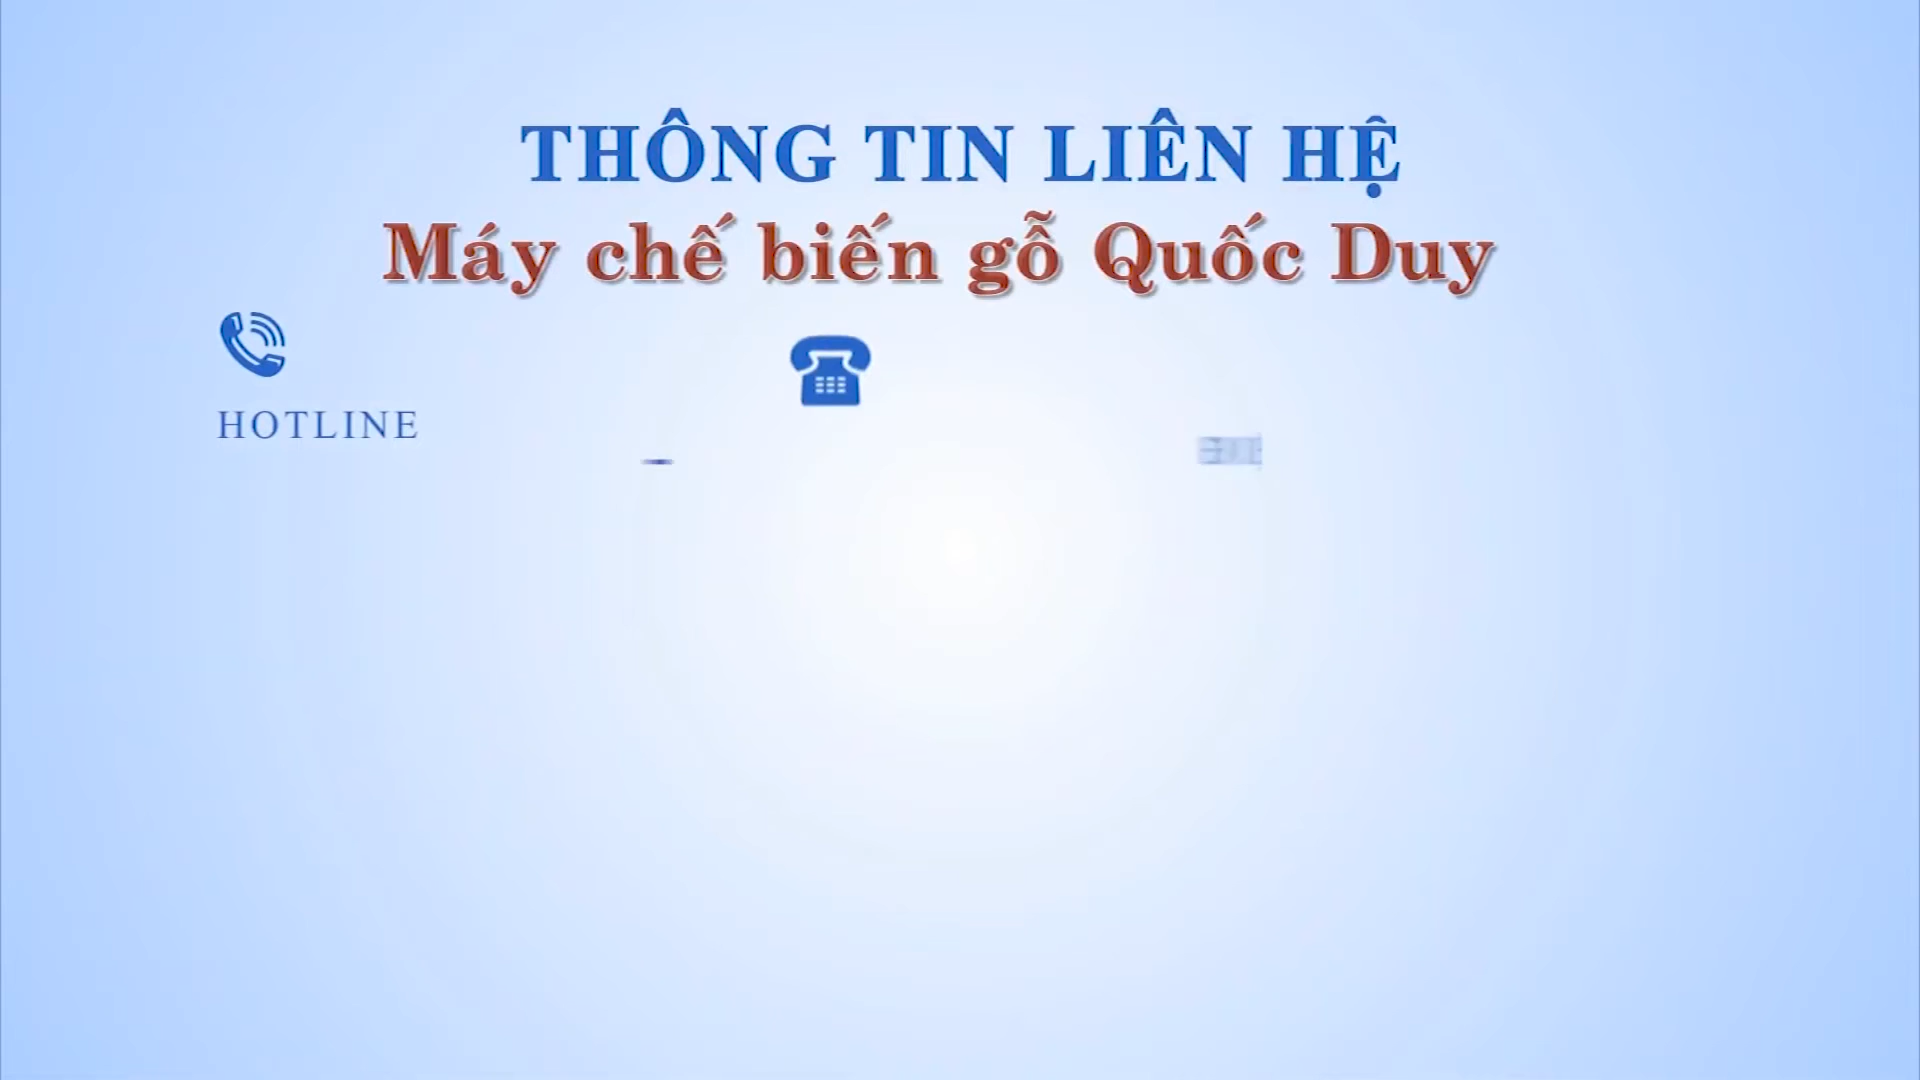 THÔNG TIN LIÊN HỆ
Máy chế biến gỗ Quốc Duy
HOTLINE